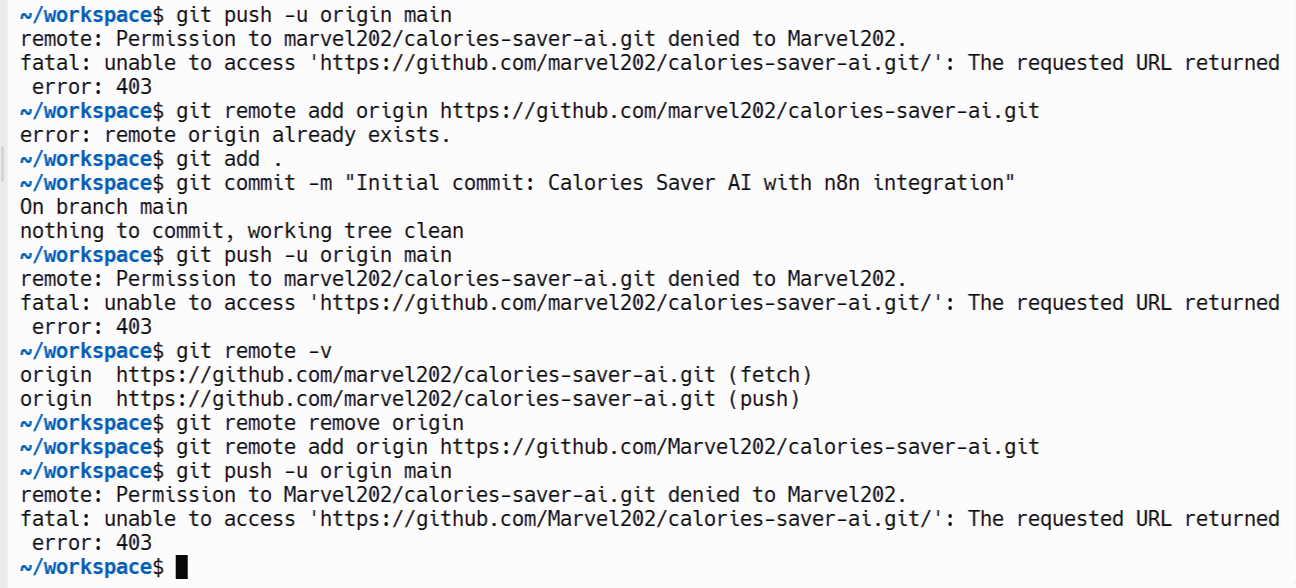 ~/workspace$ git push -u origin main
remote: Permission to marvel202/calories-saver-ai.git denied to Marvel202.
fatal: unable to access 'https://github.com/marvel202/calories-saver-ai.git/': The requested URL returned
 error: 403
~/workspace$ git remote add origin https://github.com/marvel202/calories-saver-ai.git
error: remote origin already exists.
~/workspace$ git add .
~/workspace$ git commit -m "Initial commit: Calories Saver AI with n8n integration"
On branch main
nothing to commit, working tree clean
~/workspace$ git push -u origin main
remote: Permission to marvel202/calories-saver-ai.git denied to Marvel202.
fatal: unable to access 'https://github.com/marvel202/calories-saver-ai.git/': The requested URL returned
 error: 403
~/workspace$ git remote -v
origin  https://github.com/marvel202/calories-saver-ai.git (fetch)
origin  https://github.com/marvel202/calories-saver-ai.git (push)
~/workspace$ git remote remove origin
~/workspace$ git remote add origin https://github.com/Marvel202/calories-saver-ai.git
~/workspace$ git push -u origin main
remote: Permission to Marvel202/calories-saver-ai.git denied to Marvel202.
fatal: unable to access 'https://github.com/Marvel202/calories-saver-ai.git/': The requested URL returned
 error: 403
~/workspace$